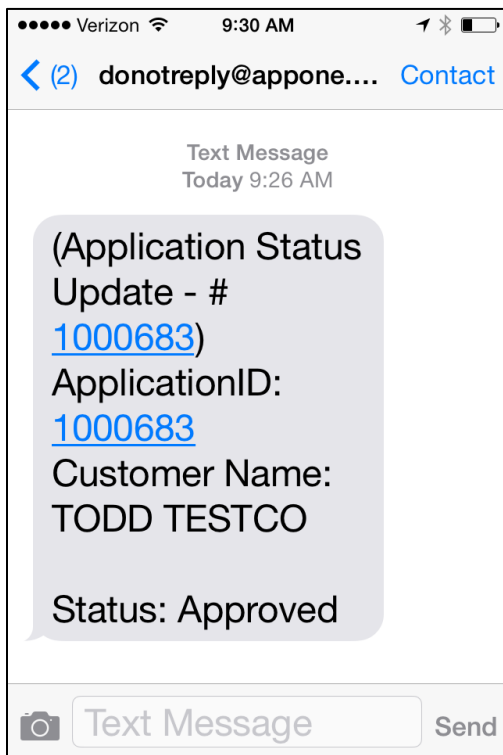 Verizon 9:30 AM
(2) donotreply@appone.... Contact
Text Message
Today 9:26 AM
(Application Status
Update - #
1000683)
ApplicationID:
1000683
Customer Name:
TODD TESTCO
Status: Approved
Text Message Send